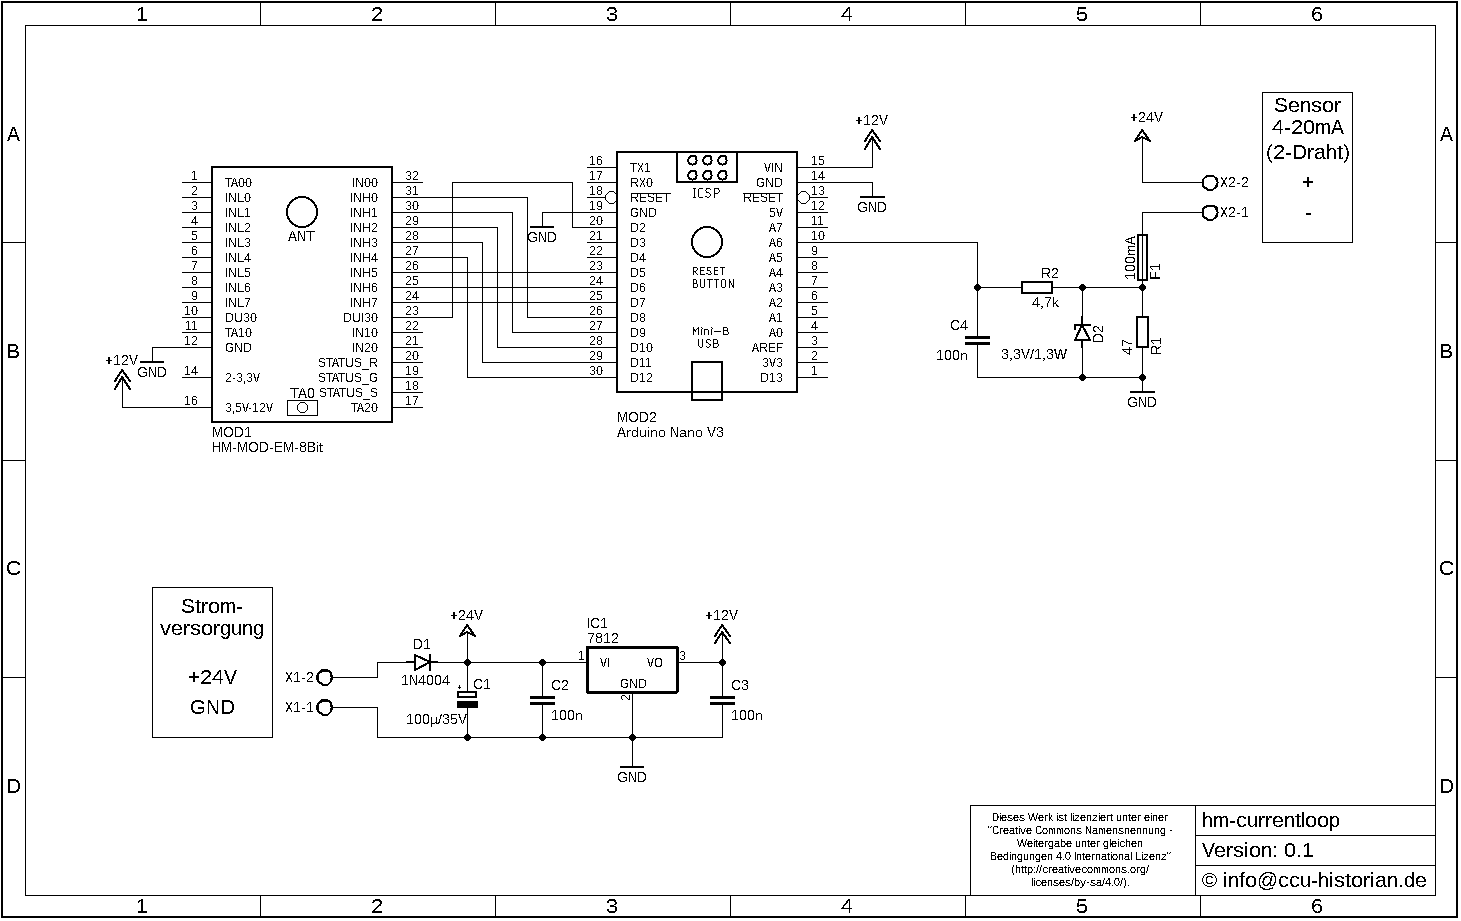 1 2 3 4 5 6
A
B
C
D
A
B
C
D
1 2 3 4 5 6
MOD1
HM-MOD-EM-8Bit
ANT
TA0
1 TA00
2 INL0
3 INL1
4 INL2
5 INL3
6 INL4
7 INL5
8 INL6
9 INL7
10 DU30
11 TA10
12 GND
14 2-3,3V
16 3,5V-12V
IN00 32
INH0 31
INH1 30
INH2 29
INH3 28
INH4 27
INH5 26
INH6 25
INH7 24
DUI30 23
IN10 22
IN20 21
STATUS_R 20
STATUS_G 19
STATUS_S 18
TA20 17
+12V
GND
GND
16 TX1
17 RX0
18 RESET
19 GND
20 D2
21 D3
22 D4
23 D5
24 D6
25 D7
26 D8
27 D9
28 D10
29 D11
30 D12
ICSP
RESET
BUTTON
Mini-B
USB
VIN 15
GND 14
RESET 13
5V 12
A7 11
A6 10
A5 9
A4 8
A3 7
A2 6
A1 5
A0 4
AREF 3
3V3 2
D13 1
MOD2
Arduino Nano V3
+12V
GND
+24V
X2-2
X2-1
Sensor
4-20mA
(2-Draht)
+
-
100mA
F1
R2
4,7k
C4
100n
3,3V/1,3W
D2
47
R1
GND
Strom-
versorgung
+24V
GND
X1-2
X1-1
D1
1N4004
+24V
C1
100µ/35V
+
C2
100n
IC1
7812
1 VI
VO 3
GND
2
+12V
C3
100n
GND
Dieses Werk ist lizenziert unter einer
"Creative Commons Namensnennung -
Weitergabe unter gleichen
Bedingungen 4.0 International Lizenz"
(http://creativecommons.org/
licenses/by-sa/4.0/).
hm-currentloop
Version: 0.1
© info@ccu-historian.de